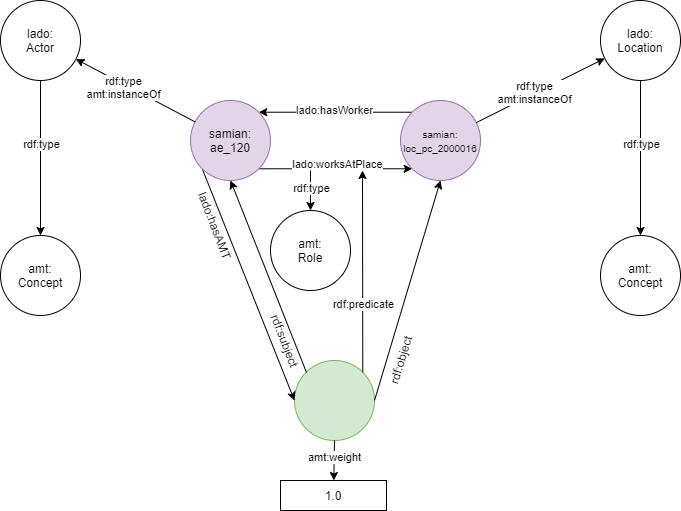 lado:
Actor
lado:
Location
rdf:type
amt:instanceOf
rdf:type
amt:instanceOf
lado:hasWorker
samian:
ae_120
samian:
loc_pc_2000016
rdf:type
rdf:type
lado:worksAtPlace
rdf:type
lado:hasAMT
amt:
Role
amt:
Concept
amt:
Concept
rdf:predicate
rdf:subject
rdf:object
amt:weight
1.0